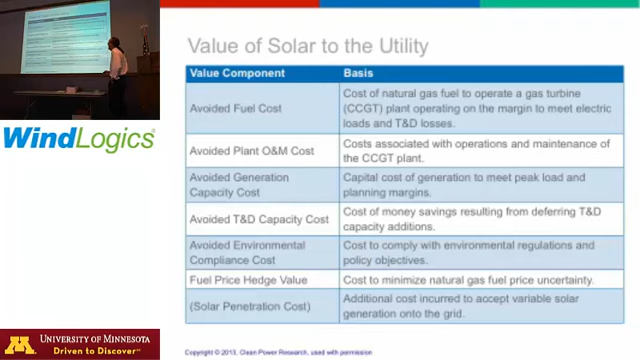 Value of Solar to the Utility
Value Component
Basis
Avoided Fuel Cost
Cost of natural gas fuel to operate a gas turbine
(CCGT) plant operating on the margin to meet electric
loads and T&D losses.
Avoided Plant O&M Cost
Costs associated with operations and maintenance of
the CCGT plant.
Avoided Generation
Capacity Cost
Capital cost of generation to meet peak load and
planning margins.
Avoided T&D Capacity Cost
Cost of money savings resulting from deferring T&D
capacity additions.
Avoided Environmental
Compliance Cost
Cost to comply with environmental regulations and
policy objectives.
Fuel Price Hedge Value
Cost to minimize natural gas fuel price uncertainty.
(Solar Penetration Cost)
Additional cost incurred to accept variable solar
generation onto the grid.
Copyright © 2013, Clean Power Research, used with permission
WindLogics®
M
UNIVERSITY OF MINNESOTA
Driven to Discover℠